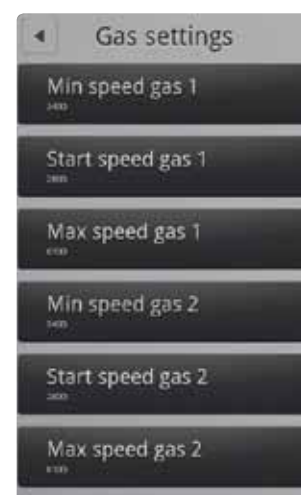 Gas settings
Min speed gas 1
Start speed gas 1
Max speed gas 1
Min speed gas 2
Start speed gas 2
Max speed gas 2